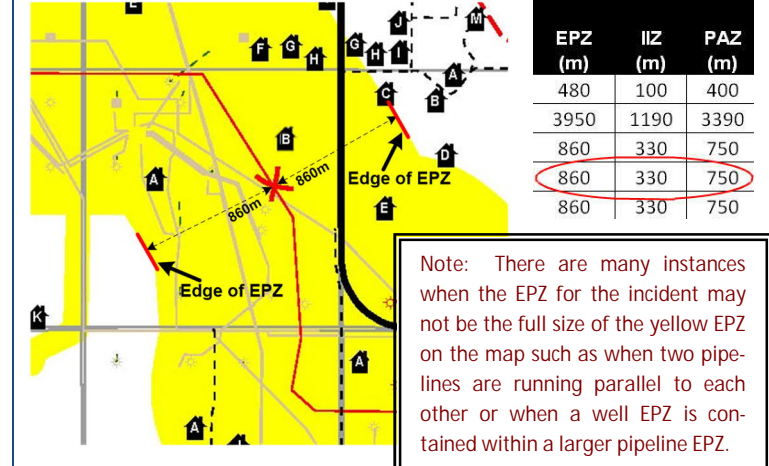 F G H G H I J M
A
C B
B
D
860m
860m
Edge of EPZ
A
E
Edge of EPZ
K
A
A
EPZ IIZ PAZ
(m) (m) (m)
480 100 400
3950 1190 3390
860 330 750
860 330 750
860 330 750
Note: There are many instances
when the EPZ for the incident may
not be the full size of the yellow EPZ
on the map such as when two pipe-
lines are running parallel to each
other or when a well EPZ is con-
tained within a larger pipeline EPZ.